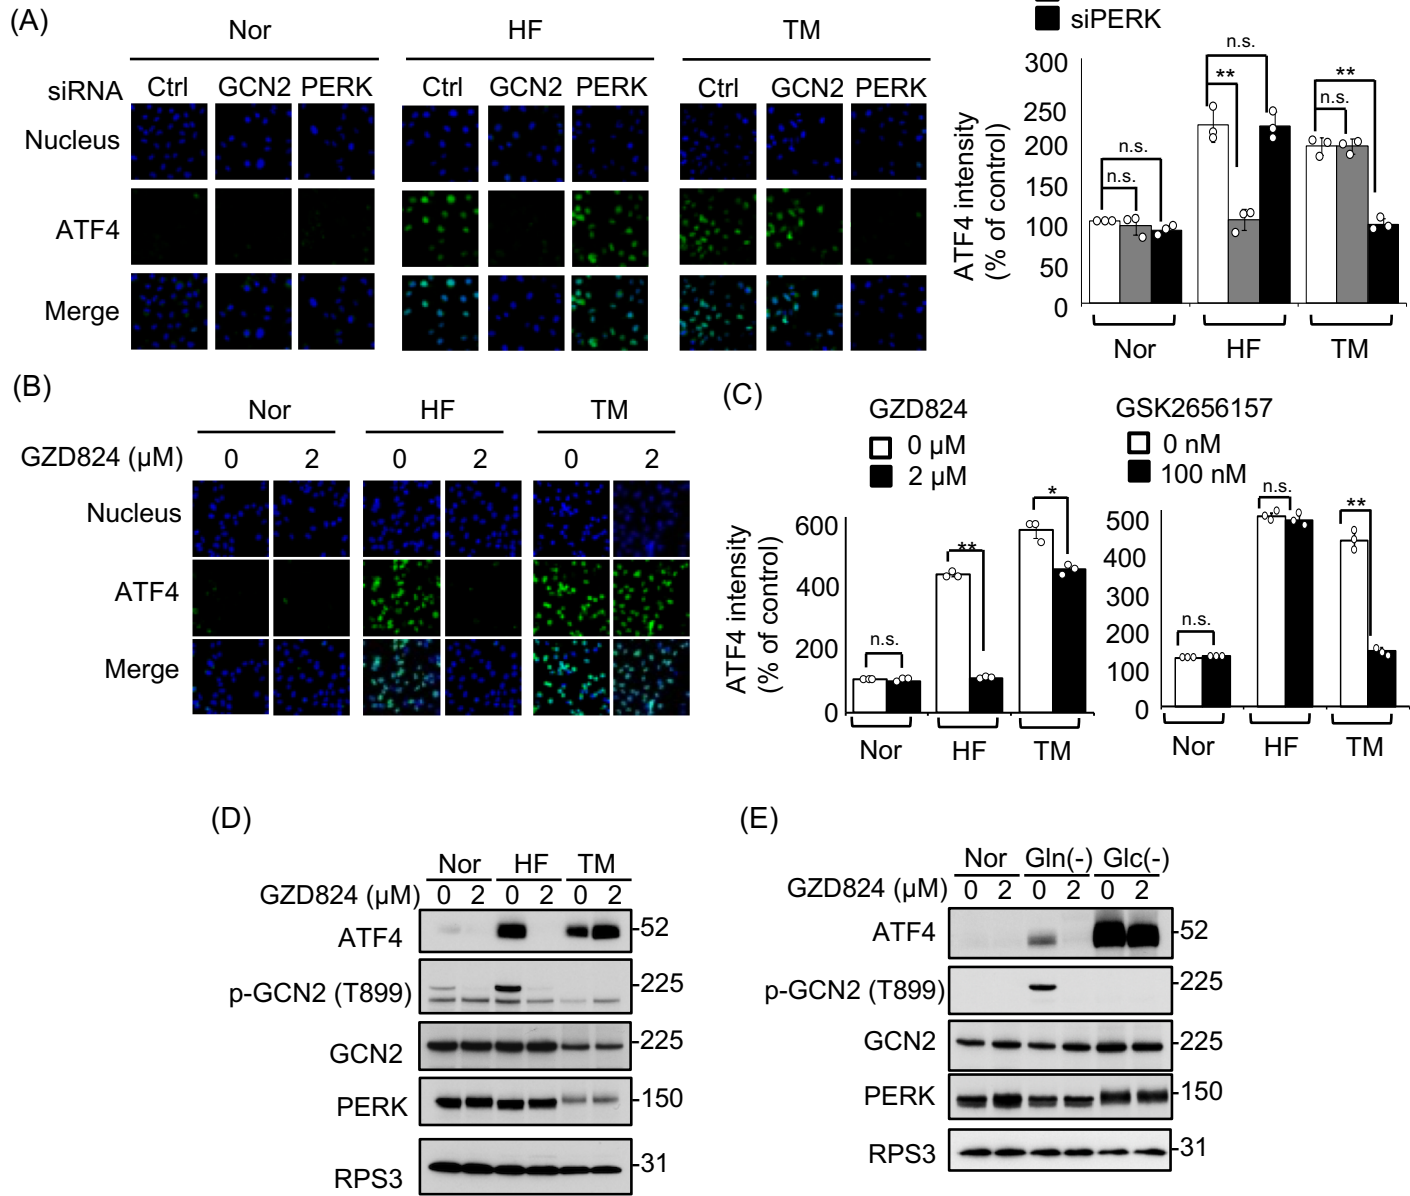 (A)
Nor HF TM
siRNA Ctrl GCN2 PERK Ctrl GCN2 PERK Ctrl GCN2 PERK
Nucleus
ATF4
Merge
siPERK
ATF4 intensity
(% of control)
300
250
200
150
100
50
0
n.s.
n.s.
n.s.
**
n.s.
**
Nor HF TM
(B)
Nor HF TM
GZD824 (µM) 0 2 0 2 0 2
Nucleus
ATF4
Merge
(C)
GZD824
0 µM
2 µM
ATF4 intensity
(% of control)
600
400
200
0
n.s.
**
*
Nor HF TM
GSK2656157
0 nM
100 nM
500
400
300
200
100
0
n.s.
n.s.
**
Nor HF TM
(D)
Nor HF TM
GZD824 (µM) 0 2 0 2 0 2
ATF4 -52
p-GCN2 (T899) -225
GCN2 -225
PERK -150
RPS3 -31
(E)
Nor Gln(-) Glc(-)
GZD824 (µM) 0 2 0 2 0 2
ATF4 -52
p-GCN2 (T899) -225
GCN2 -225
PERK -150
RPS3 -31